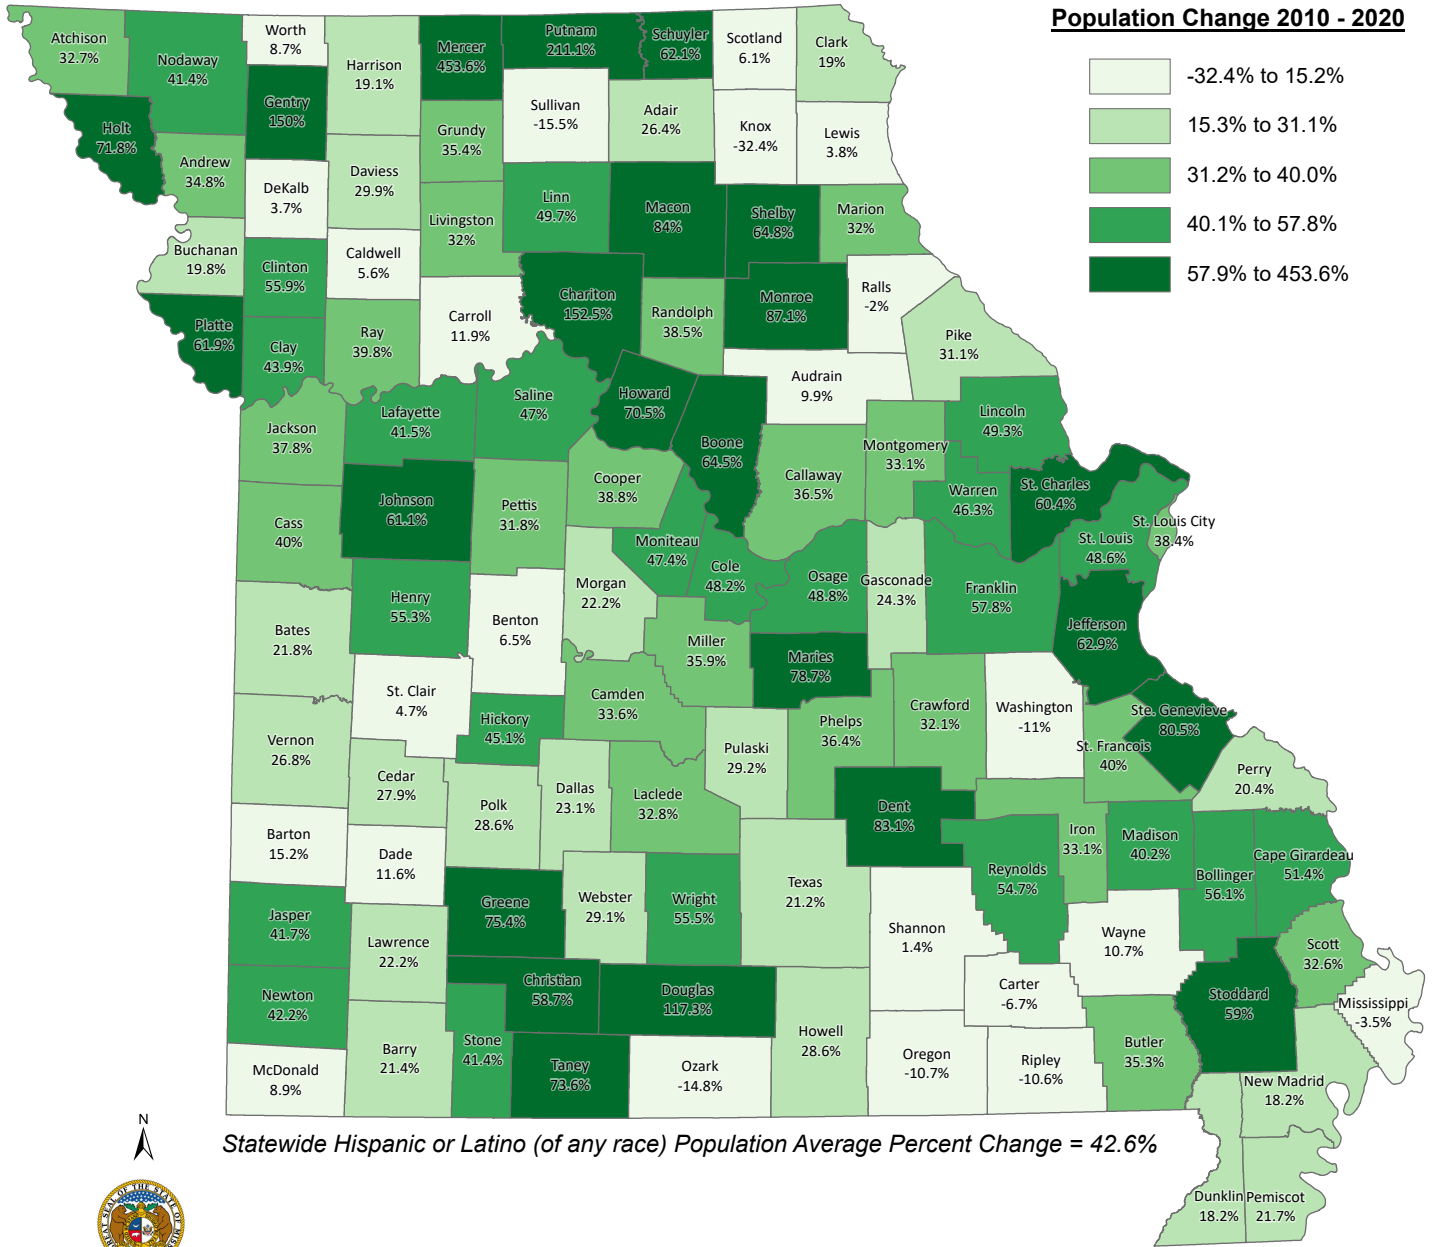 Population Change 2010 - 2020
-32.4% to 15.2%
15.3% to 31.1%
31.2% to 40.0%
40.1% to 57.8%
57.9% to 453.6%
Atchison
32.7%
Nodaway
41.4%
Worth
8.7%
Harrison
19.1%
Mercer
453.6%
Putnam
211.1%
Schuyler
62.1%
Scotland
6.1%
Clark
19%
Holt
71.8%
Gentry
150%
Sullivan
-15.5%
Adair
26.4%
Knox
-32.4%
Lewis
3.8%
Andrew
34.8%
DeKalb
3.7%
Daviess
29.9%
Grundy
35.4%
Livingston
32%
Linn
49.7%
Macon
84%
Shelby
64.8%
Marion
32%
Buchanan
19.8%
Clinton
55.9%
Caldwell
5.6%
Carroll
11.9%
Chariton
152.5%
Randolph
38.5%
Monroe
87.1%
Ralls
-2%
Pike
31.1%
Platte
61.9%
Clay
43.9%
Ray
39.8%
Audrain
9.9%
Jackson
37.8%
Lafayette
41.5%
Saline
47%
Howard
70.5%
Boone
64.5%
Callaway
36.5%
Montgomery
33.1%
Lincoln
49.3%
Warren
46.3%
St. Charles
60.4%
St. Louis City
38.4%
St. Louis
48.6%
Cass
40%
Johnson
61.1%
Pettis
31.8%
Cooper
38.8%
Moniteau
47.4%
Cole
48.2%
Osage
48.8%
Gasconade
24.3%
Franklin
57.8%
Jefferson
62.9%
Bates
21.8%
Henry
55.3%
Benton
6.5%
Morgan
22.2%
Miller
35.9%
Maries
78.7%
St. Clair
4.7%
Hickory
45.1%
Camden
33.6%
Pulaski
29.2%
Phelps
36.4%
Crawford
32.1%
Washington
-11%
St. Francois
40%
Ste. Genevieve
80.5%
Perry
20.4%
Vernon
26.8%
Cedar
27.9%
Polk
28.6%
Dallas
23.1%
Laclede
32.8%
Dent
83.1%
Iron
33.1%
Madison
40.2%
Bollinger
56.1%
Cape Girardeau
51.4%
Barton
15.2%
Dade
11.6%
Greene
75.4%
Webster
29.1%
Wright
55.5%
Texas
21.2%
Reynolds
54.7%
Shannon
1.4%
Wayne
10.7%
Scott
32.6%
Jasper
41.7%
Lawrence
22.2%
Newton
42.2%
Christian
58.7%
Douglas
117.3%
Carter
-6.7%
Stoddard
59%
Mississippi
-3.5%
McDonald
8.9%
Barry
21.4%
Stone
41.4%
Taney
73.6%
Ozark
-14.8%
Howell
28.6%
Oregon
-10.7%
Ripley
-10.6%
Butler
35.3%
New Madrid
18.2%
Dunklin
18.2%
Pemiscot
21.7%
N
Statewide Hispanic or Latino (of any race) Population Average Percent Change = 42.6%